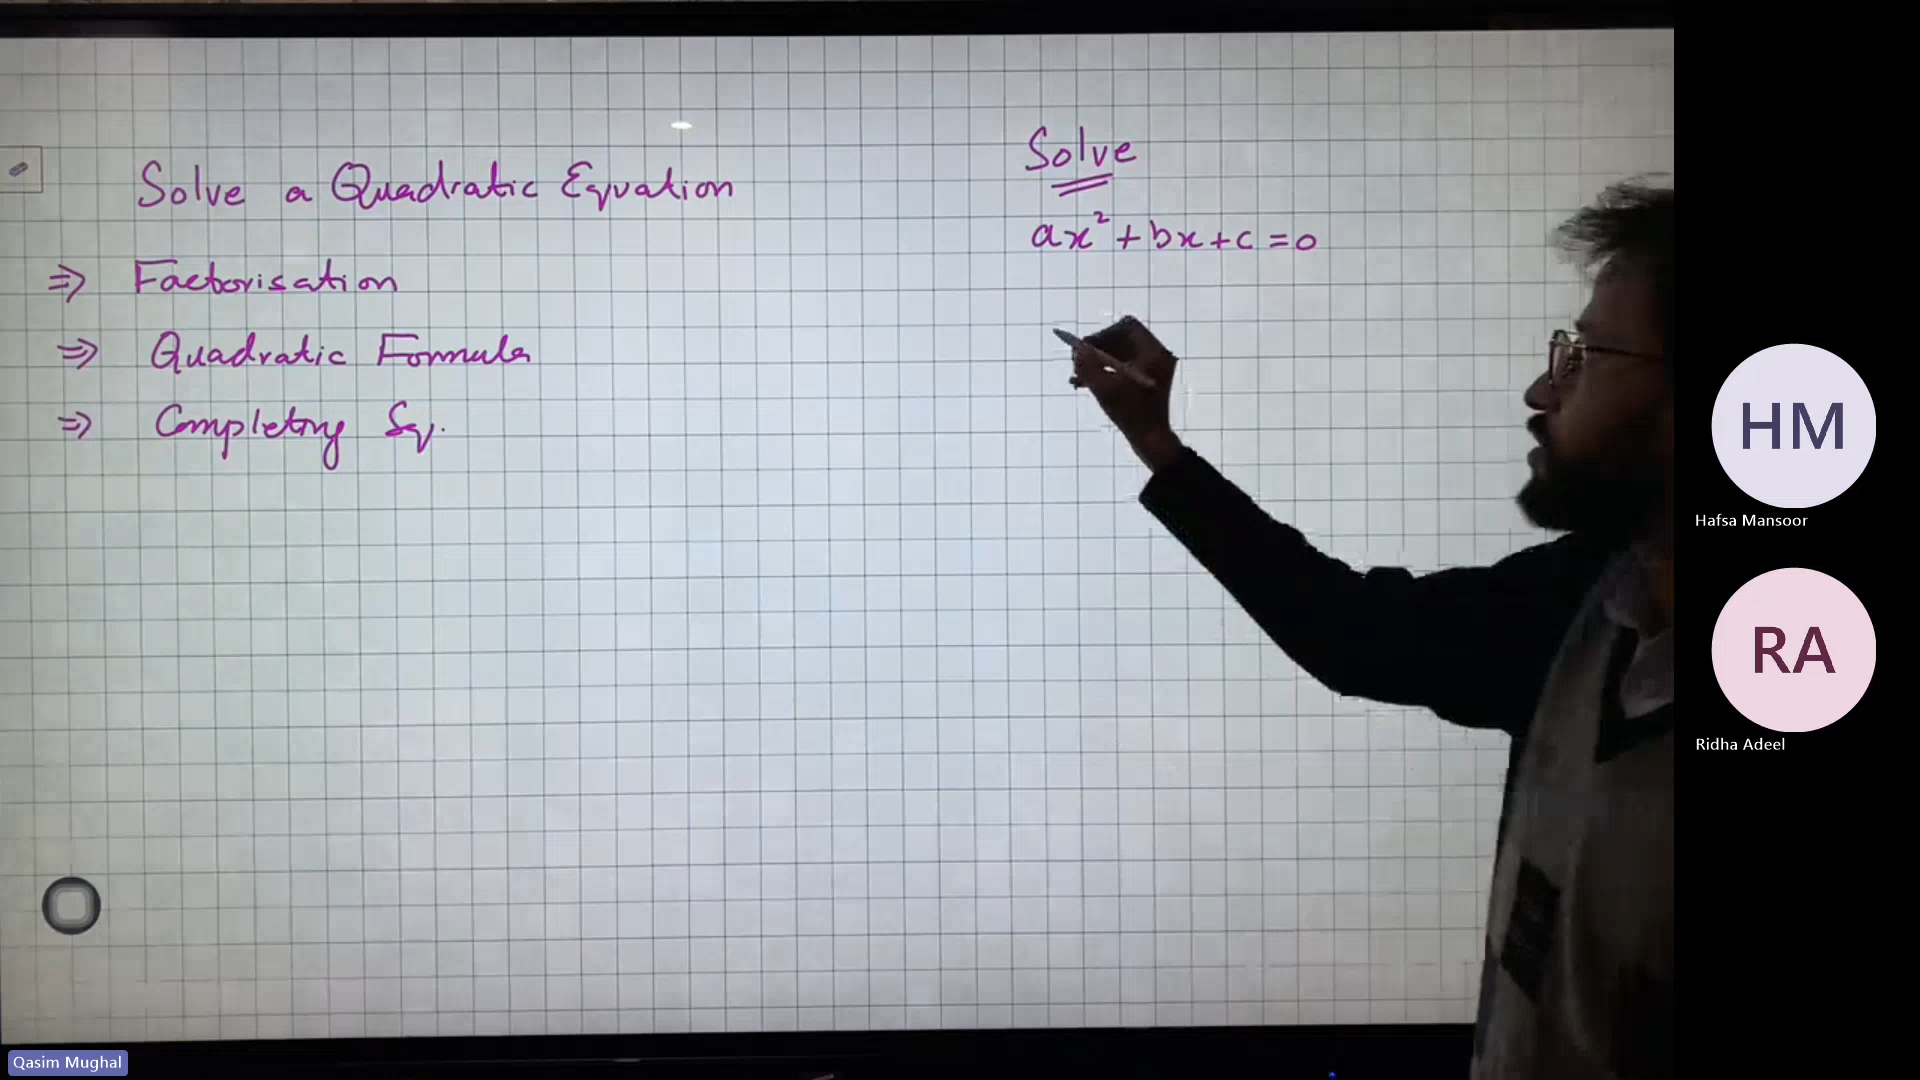 Solve a Quadratic Equation
⇒ Factorisation
⇒ Quadratic Formula
⇒ Completing Sq.
Solve
ax²+bx+c=0
HM
Hafsa Mansoor
RA
Ridha Adeel
Qasim Mughal